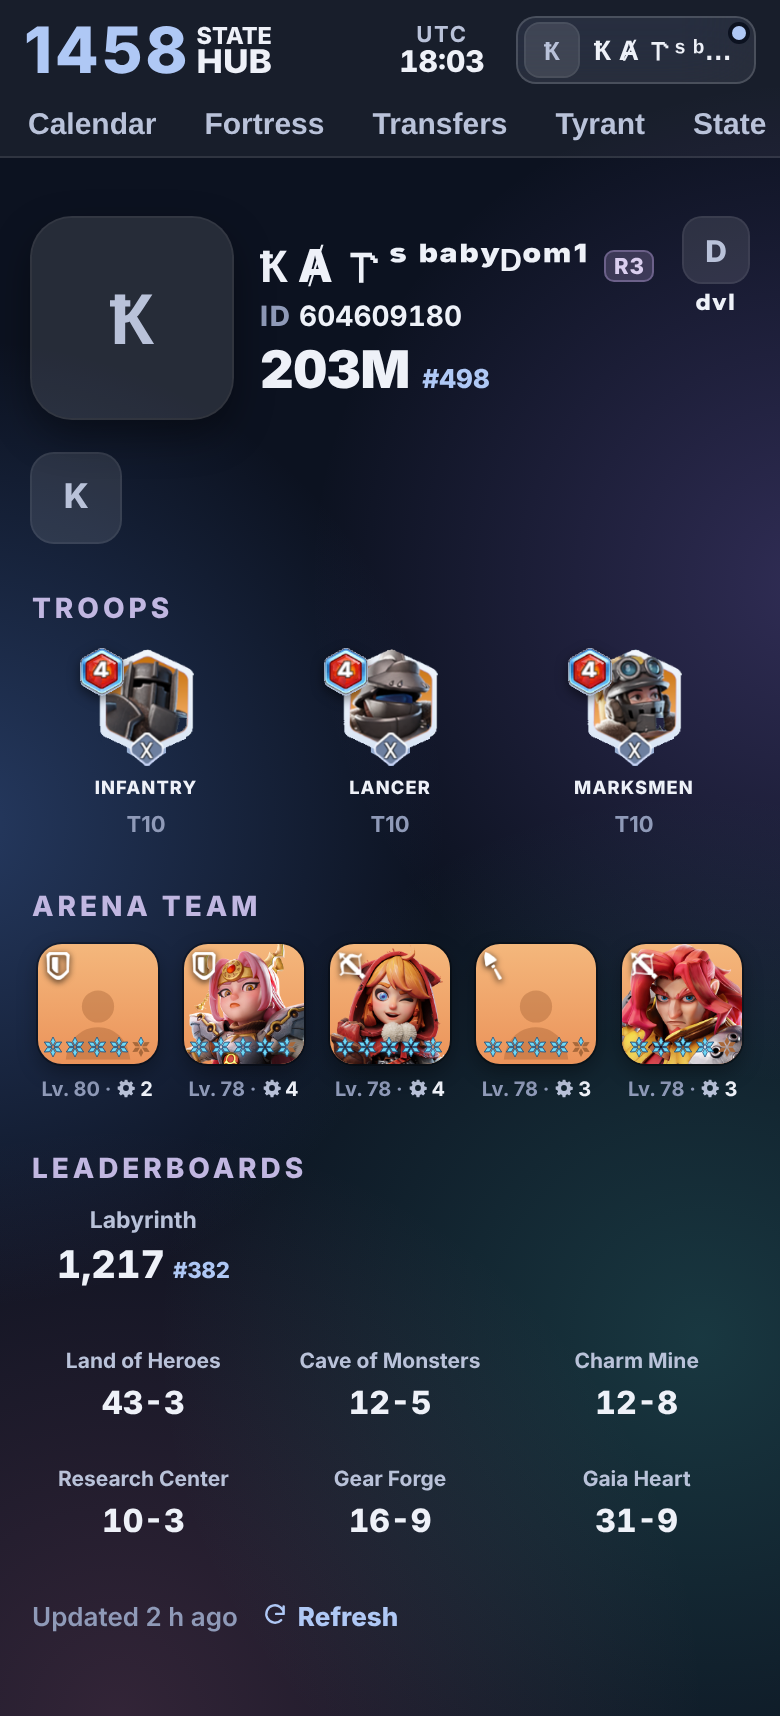 1458 STATE HUB
UTC
18:03
Ꝁ
Ꝁ Ⱥ Ͳ ˢ ᵇ...
Calendar Fortress Transfers Tyrant State
Ꝁ
Ꝁ Ⱥ Ͳ ˢ ᵇᵃᵇʸDᵒᵐ¹ R3
ID 604609180
203M #498
D
dvl
K
TROOPS
4 4 4
X X X
INFANTRY LANCER MARKSMEN
T10 T10 T10
ARENA TEAM
Lv. 80 · 2 Lv. 78 · 4 Lv. 78 · 4 Lv. 78 · 3 Lv. 78 · 3
LEADERBOARDS
Labyrinth
1,217 #382
Land of Heroes Cave of Monsters Charm Mine
43-3 12-5 12-8
Research Center Gear Forge Gaia Heart
10-3 16-9 31-9
Updated 2 h ago Refresh